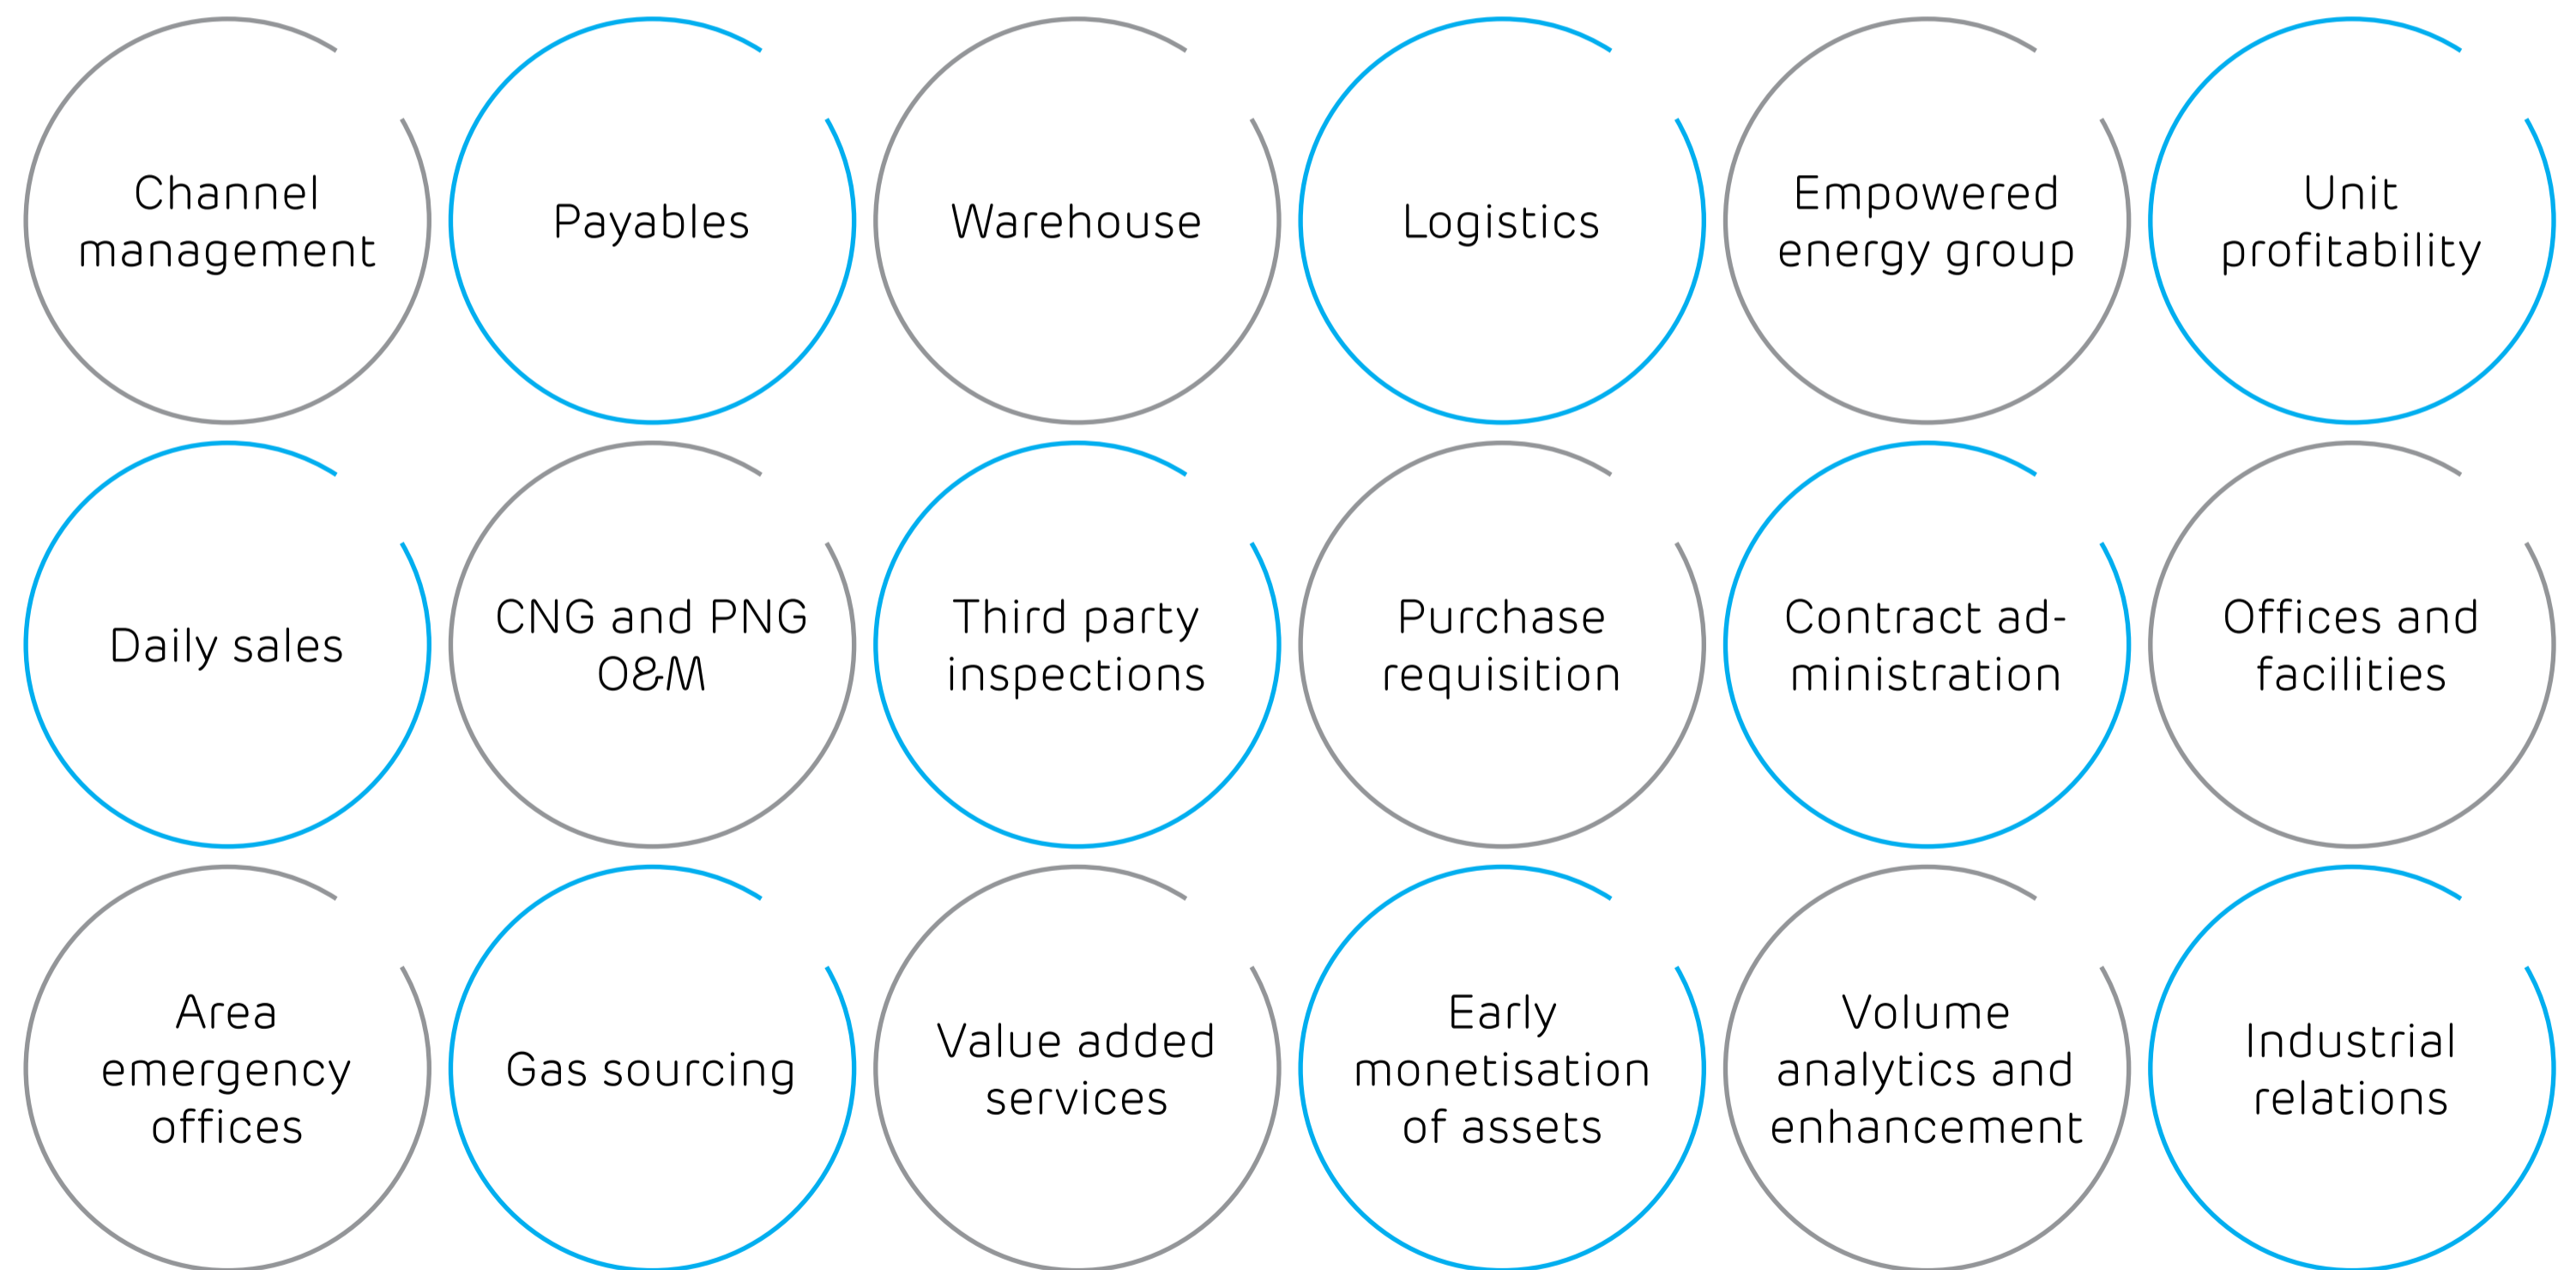 Channel
management
Payables
Warehouse
Logistics
Empowered
energy group
Unit
profitability
Daily sales
CNG and PNG
O&M
Third party
inspections
Purchase
requisition
Contract ad-
ministration
Offices and
facilities
Area
emergency
offices
Gas sourcing
Value added
services
Early
monetisation
of assets
Volume
analytics and
enhancement
Industrial
relations